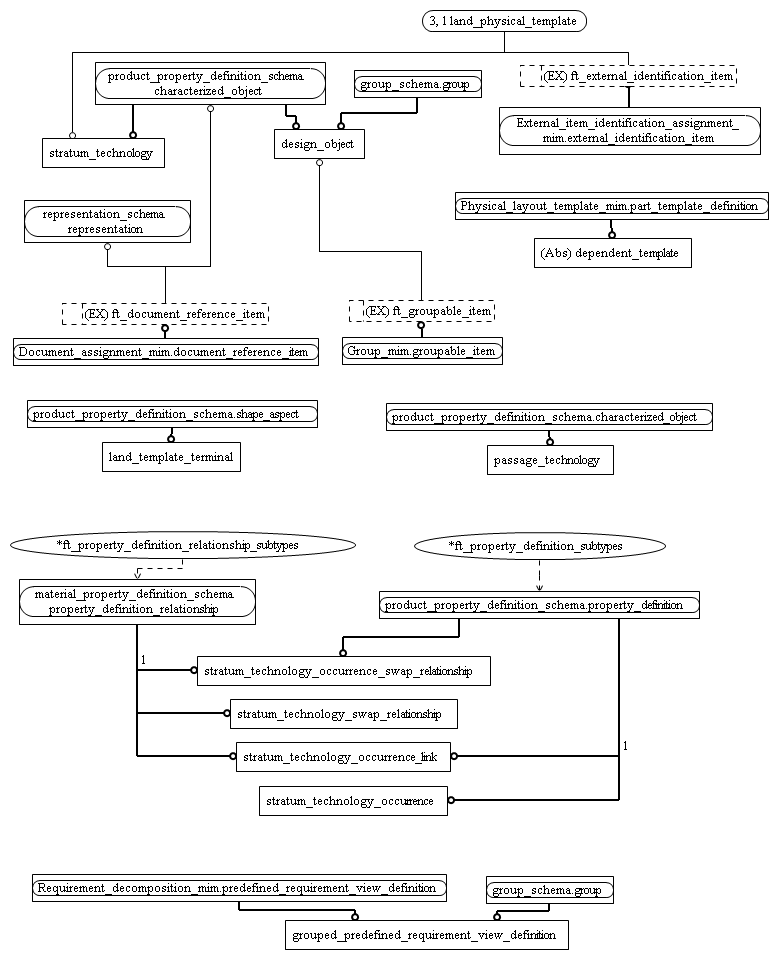 3, 1 land_physical_template
(EX) ft_external_identification_item
product_property_definition_schema.
characterized_object
group_schema.group
External_item_identification_assignment_
mim.external_identification_item
stratum_technology
design_object
representation_schema.
representation
Physical_layout_template_mim.part_template_definition
(Abs) dependent_template
(EX) ft_document_reference_item
(EX) ft_groupable_item
Document_assignment_mim.document_reference_item
Group_mim.groupable_item
product_property_definition_schema.shape_aspect
product_property_definition_schema.characterized_object
land_template_terminal
passage_technology
*ft_property_definition_relationship_subtypes
*ft_property_definition_subtypes
material_property_definition_schema.
property_definition_relationship
product_property_definition_schema.property_definition
1
stratum_technology_occurrence_swap_relationship
stratum_technology_swap_relationship
1
stratum_technology_occurrence_link
stratum_technology_occurrence
Requirement_decomposition_mim.predefined_requirement_view_definition
group_schema.group
grouped_predefined_requirement_view_definition